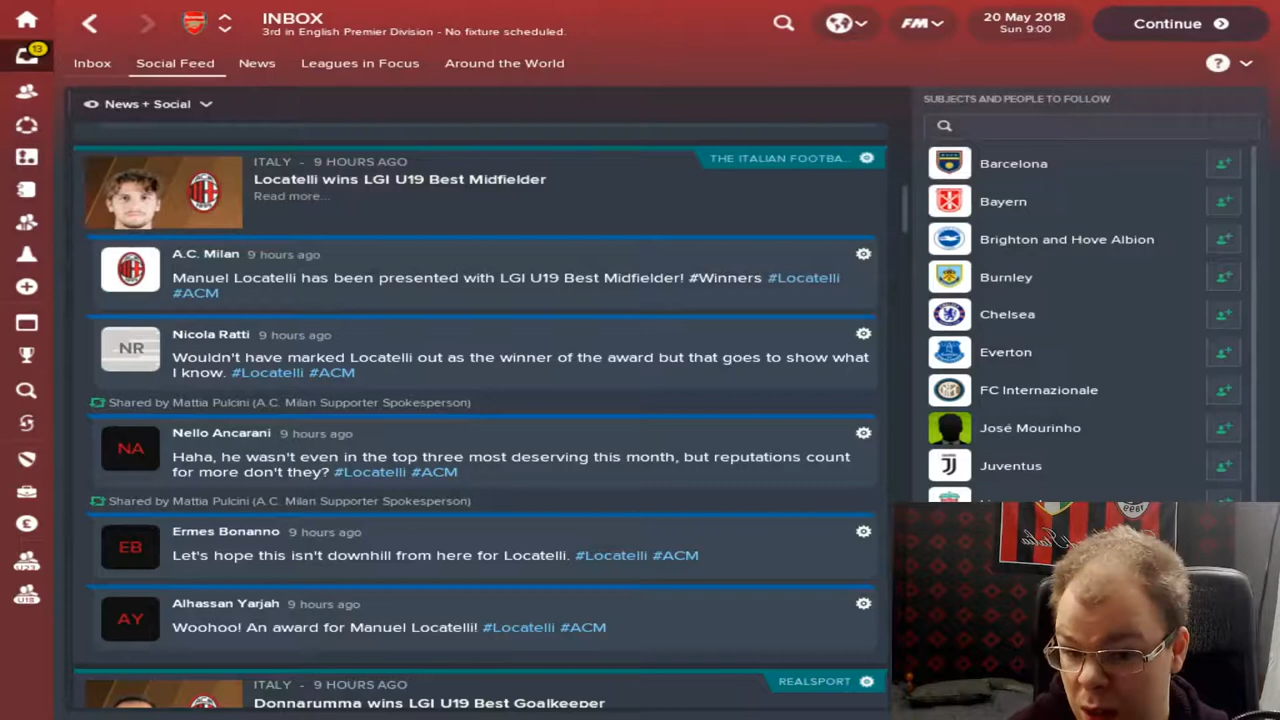 INBOX
3rd in English Premier Division - No fixture scheduled.
FM
20 May 2018
Sun 9:00
Continue
13
Inbox
Social Feed
News
Leagues in Focus
Around the World
?
News + Social
SUBJECTS AND PEOPLE TO FOLLOW
ITALY - 9 HOURS AGO
THE ITALIAN FOOTBA...
Locatelli wins LGI U19 Best Midfielder
Read more...
A.C. Milan 9 hours ago
Manuel Locatelli has been presented with LGI U19 Best Midfielder! #Winners #Locatelli
#ACM
NR
Nicola Ratti 9 hours ago
Wouldn't have marked Locatelli out as the winner of the award but that goes to show what
I know. #Locatelli #ACM
Shared by Mattia Pulcini (A.C. Milan Supporter Spokesperson)
NA
Nello Ancarani 9 hours ago
Haha, he wasn't even in the top three most deserving this month, but reputations count
for more don't they? #Locatelli #ACM
Shared by Mattia Pulcini (A.C. Milan Supporter Spokesperson)
EB
Ermes Bonanno 9 hours ago
Let's hope this isn't downhill from here for Locatelli. #Locatelli #ACM
AY
Alhassan Yarjah 9 hours ago
Woohoo! An award for Manuel Locatelli! #Locatelli #ACM
ITALY - 9 HOURS AGO
REALSPORT
Donnarumma wins LGI U19 Best Goalkeeper
Barcelona
Bayern
Brighton and Hove Albion
Burnley
Chelsea
Everton
FC Internazionale
José Mourinho
Juventus
U23
U18